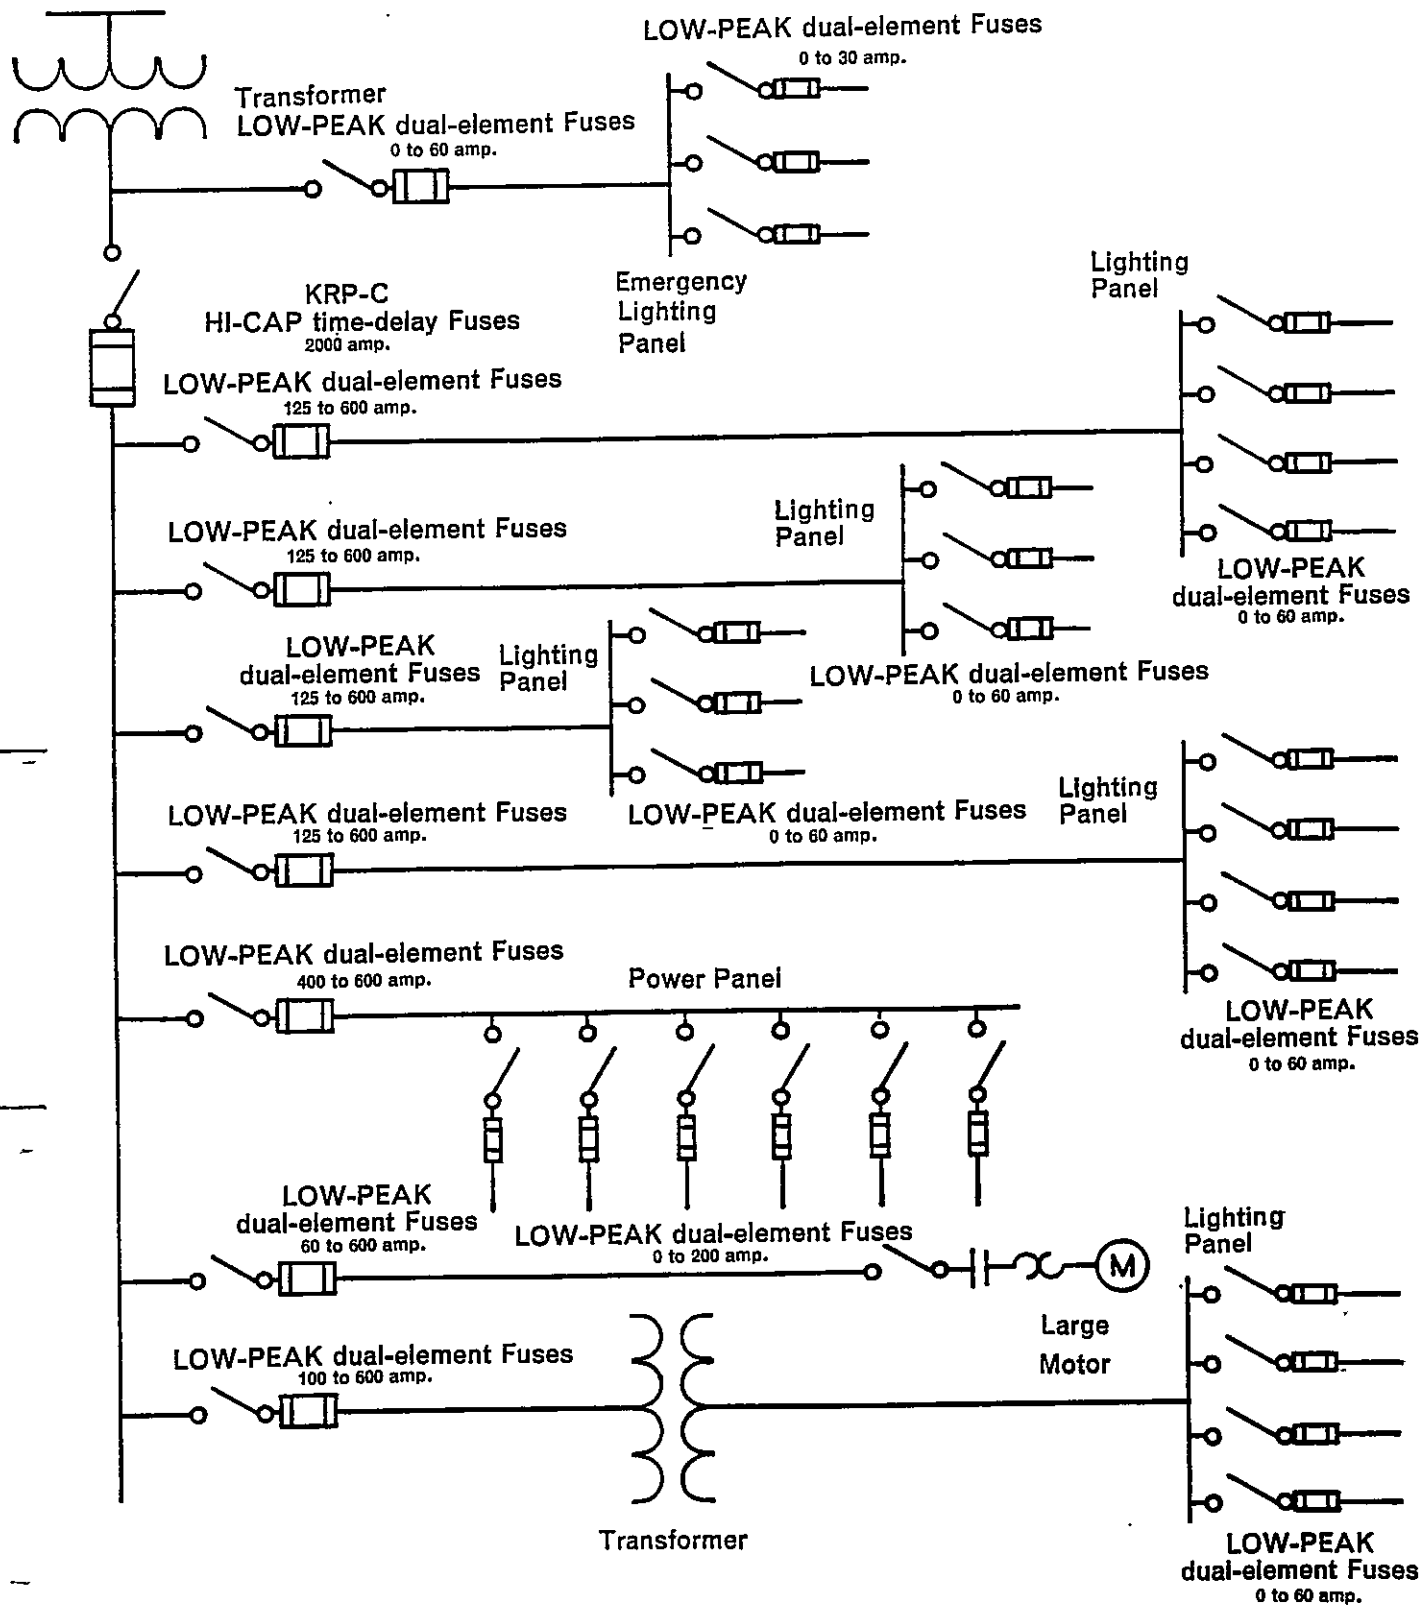 LOW-PEAK dual-element Fuses
0 to 30 amp.
Transformer
LOW-PEAK dual-element Fuses
0 to 60 amp.
Emergency
Lighting
Panel
Lighting
Panel
KRP-C
HI-CAP time-delay Fuses
2000 amp.
LOW-PEAK dual-element Fuses
125 to 600 amp.
LOW-PEAK dual-element Fuses
125 to 600 amp.
Lighting
Panel
LOW-PEAK
dual-element Fuses
0 to 60 amp.
LOW-PEAK
dual-element Fuses
125 to 600 amp.
Lighting
Panel
LOW-PEAK dual-element Fuses
0 to 60 amp.
LOW-PEAK dual-element Fuses
125 to 600 amp.
LOW-PEAK dual-element Fuses
0 to 60 amp.
Lighting
Panel
LOW-PEAK dual-element Fuses
400 to 600 amp.
Power Panel
LOW-PEAK
dual-element Fuses
0 to 60 amp.
LOW-PEAK
dual-element Fuses
60 to 600 amp.
LOW-PEAK dual-element Fuses
0 to 200 amp.
M
Lighting
Panel
Large
Motor
LOW-PEAK dual-element Fuses
100 to 600 amp.
Transformer
LOW-PEAK
dual-element Fuses
0 to 60 amp.